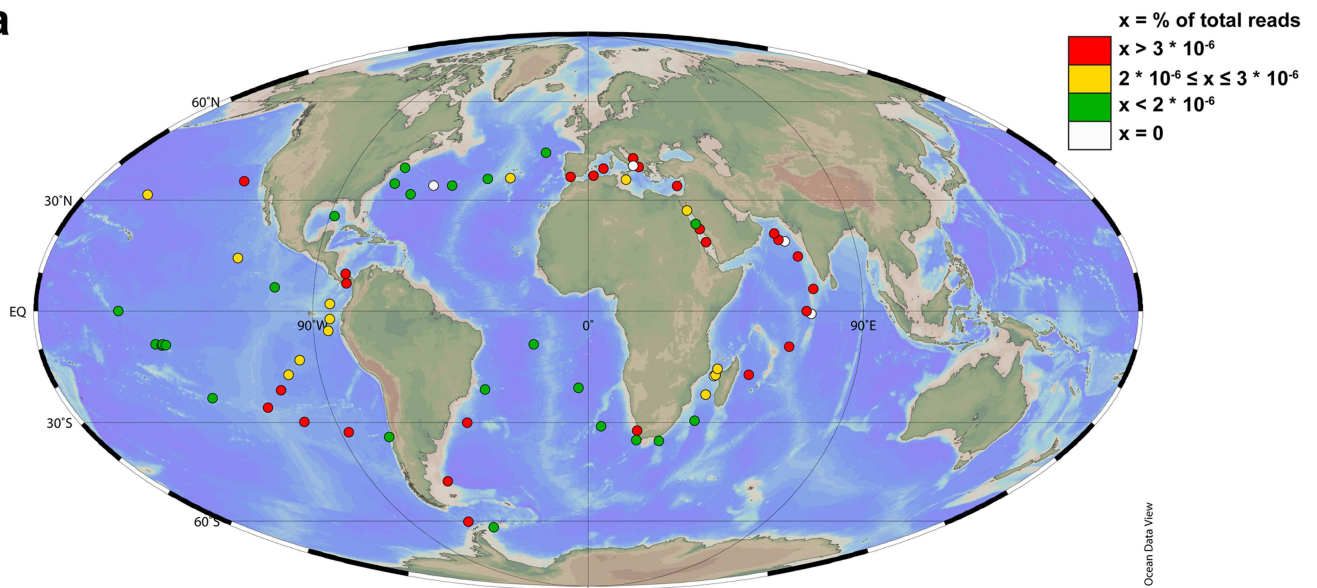 a
x = % of total reads
x > 3 * 10⁻⁶
2 * 10⁻⁶ ≤ x ≤ 3 * 10⁻⁶
x < 2 * 10⁻⁶
x = 0
60°N
30°N
EQ
90°W
0°
90°E
30°S
60°S
Ocean Data View